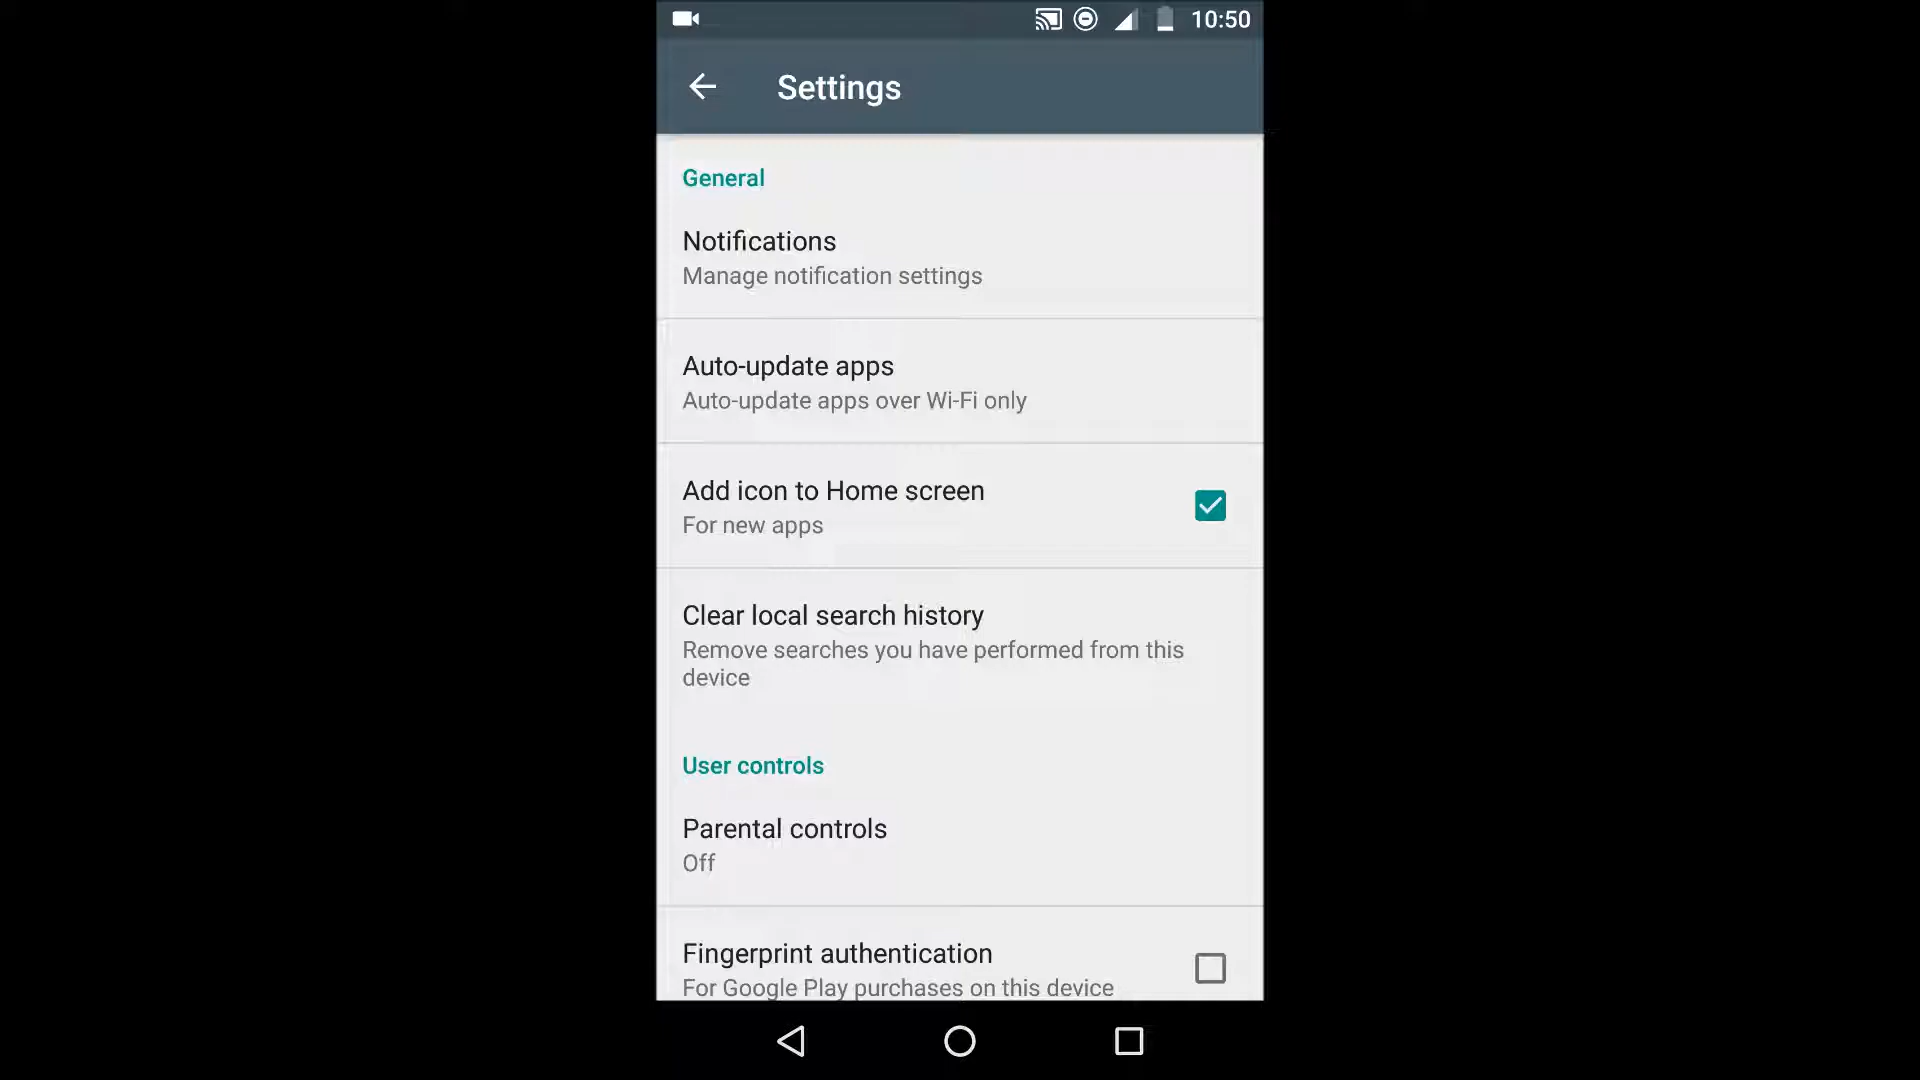 10:50
Settings
General
Notifications
Manage notification settings
Auto-update apps
Auto-update apps over Wi-Fi only
Add icon to Home screen
For new apps
Clear local search history
Remove searches you have performed from this
device
User controls
Parental controls
Off
Fingerprint authentication
For Google Play purchases on this device